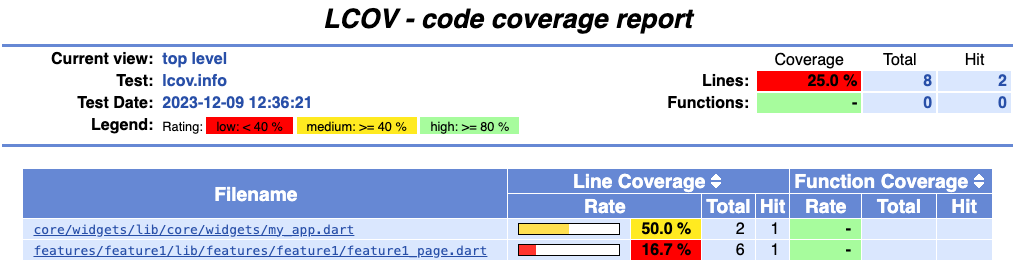 LCOV - code coverage report
Current view: top level
Coverage Total Hit
Test: lcov.info
Lines: 25.0 % 8 2
Test Date: 2023-12-09 12:36:21
Functions: - 0 0
Legend: Rating: low: < 40 % medium: >= 40 % high: >= 80 %
Filename Line Coverage Function Coverage
Rate Total Hit Rate Total Hit
core/widgets/lib/core/widgets/my_app.dart 50.0 % 2 1 -
features/feature1/lib/features/feature1/feature1_page.dart 16.7 % 6 1 -